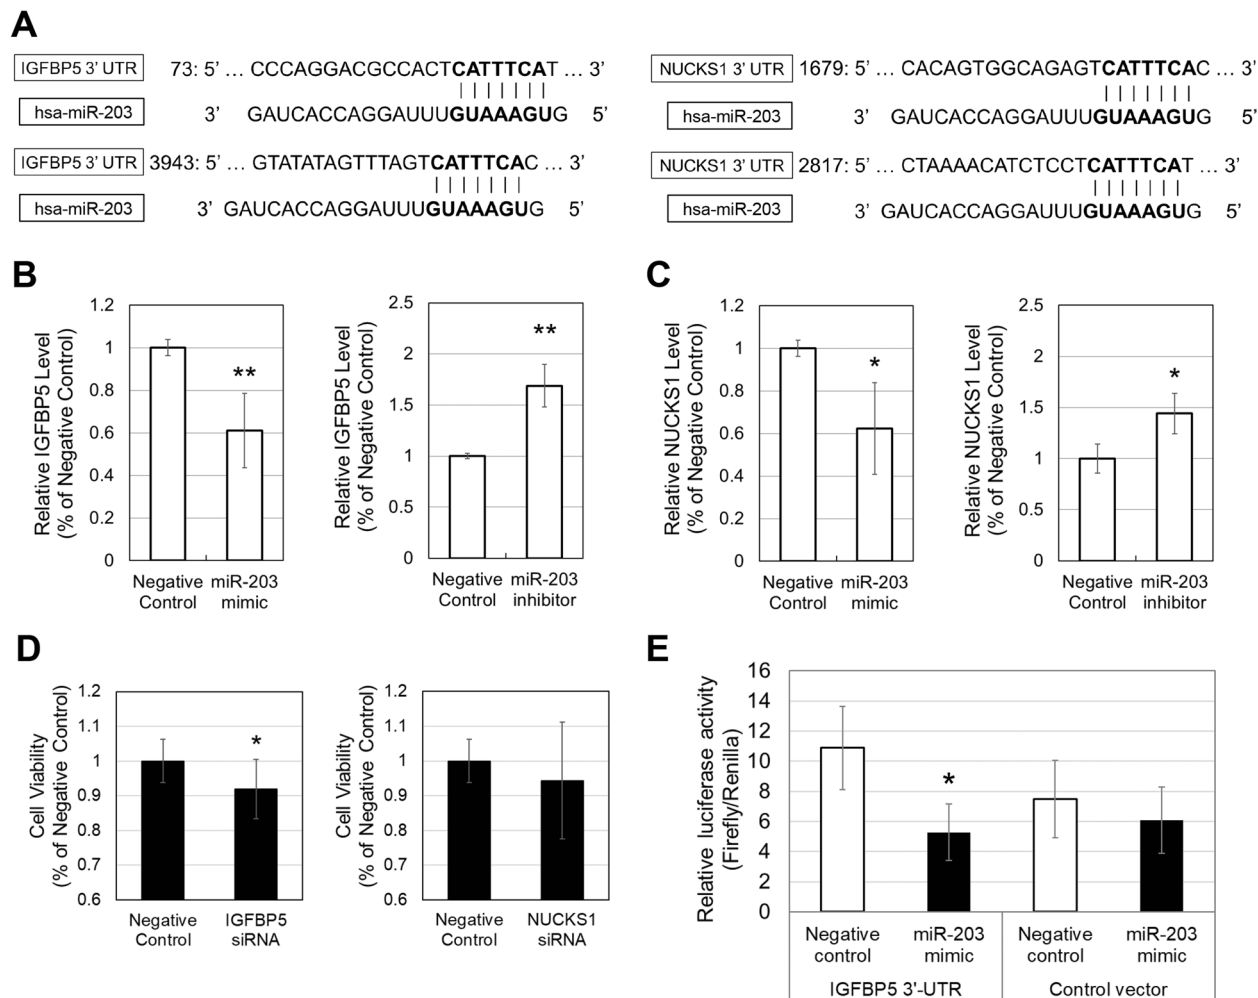 A
IGFBP5 3' UTR 73: 5' … CCCAGGACGCCACTCATTTCAT … 3'
hsa-miR-203 3' GAUCACCAGGAUUUGUAAAGUG 5'
IGFBP5 3' UTR 3943: 5' … GTATATAGTTTAGTCATTTCAC … 3'
hsa-miR-203 3' GAUCACCAGGAUUUGUAAAGUG 5'
NUCKS1 3' UTR 1679: 5' … CACAGTGGCAGAGTCATTTCAC … 3'
hsa-miR-203 3' GAUCACCAGGAUUUGUAAAGUG 5'
NUCKS1 3' UTR 2817: 5' … CTAAAACATCTCCTCATTTCAT … 3'
hsa-miR-203 3' GAUCACCAGGAUUUGUAAAGUG 5'
B
Relative IGFBP5 Level
(% of Negative Control)
1.2
1
0.8
0.6
0.4
0.2
0
**
Negative
Control
miR-203
mimic
Relative IGFBP5 Level
(% of Negative Control)
2.5
2
1.5
1
0.5
0
**
Negative
Control
miR-203
inhibitor
C
Relative NUCKS1 Level
(% of Negative Control)
1.2
1
0.8
0.6
0.4
0.2
0
*
Negative
Control
miR-203
mimic
Relative NUCKS1 Level
(% of Negative Control)
2.5
2
1.5
1
0.5
0
*
Negative
Control
miR-203
inhibitor
D
Cell Viability
(% of Negative Control)
1.2
1.1
1
0.9
0.8
0.7
0.6
*
Negative
Control
IGFBP5
siRNA
Cell Viability
(% of Negative Control)
1.2
1.1
1
0.9
0.8
0.7
0.6
Negative
Control
NUCKS1
siRNA
E
Relative luciferase activity
(Firefly/Renilla)
16
14
12
10
8
6
4
2
0
*
Negative
control
miR-203
mimic
Negative
control
miR-203
mimic
IGFBP5 3'-UTR
Control vector